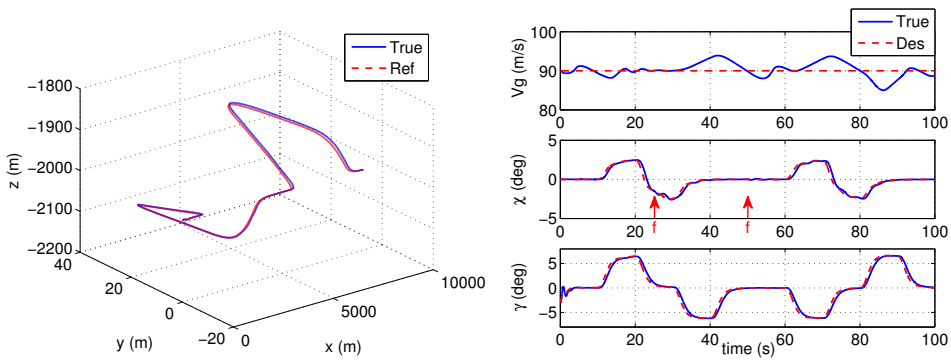 True
Ref
−1800
−1900
−2000
−2100
−2200
z (m)
40
20
0
−20
y (m)
0
5000
10000
x (m)
True
Des
100
90
80
Vg (m/s)
0 20 40 60 80 100
5
0
−5
χ (deg)
f f
0 20 40 60 80 100
5
0
−5
γ (deg)
0 20 40 60 80 100
time (s)